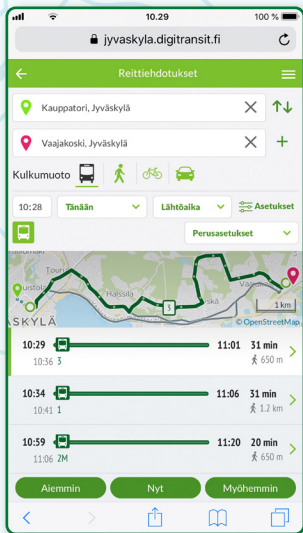 10.29
100 %
jyvaskyla.digitransit.fi
Reittiehdotukset
Kauppatori, Jyväskylä
Vaajakoski, Jyväskylä
Kulkumuoto
10:28
Tänään
Lähtöaika
Asetukset
Perusasetukset
Halssila
3
1 km
© OpenStreetMap
10:29
11:01
31 min
10:36 3
650 m
10:34
11:06
31 min
10:41 1
1.2 km
10:59
11:20
20 min
11:06 2M
650 m
Aiemmin
Nyt
Myöhemmin